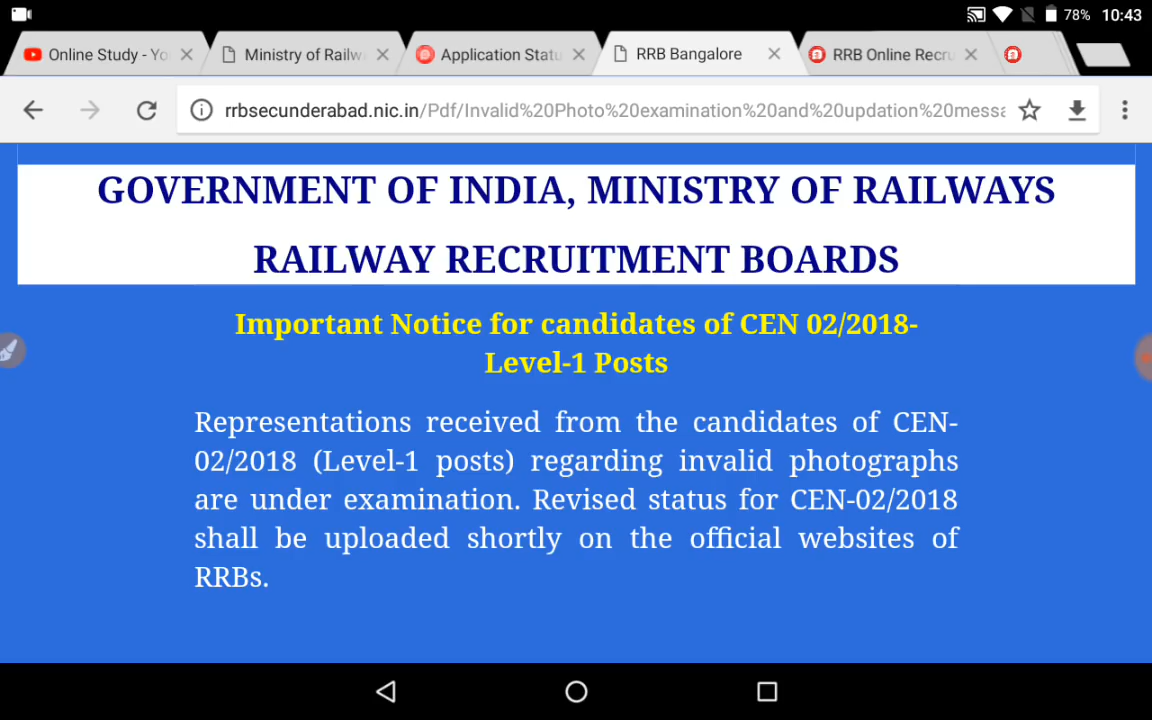 78% 10:43
Online Study - Yo
Ministry of Railw
Application Statu
RRB Bangalore
RRB Online Recru
rrbsecunderabad.nic.in/Pdf/Invalid%20Photo%20examination%20and%20updation%20messa
GOVERNMENT OF INDIA, MINISTRY OF RAILWAYS
RAILWAY RECRUITMENT BOARDS
Important Notice for candidates of CEN 02/2018-
Level-1 Posts
Representations received from the candidates of CEN-
02/2018 (Level-1 posts) regarding invalid photographs
are under examination. Revised status for CEN-02/2018
shall be uploaded shortly on the official websites of
RRBs.